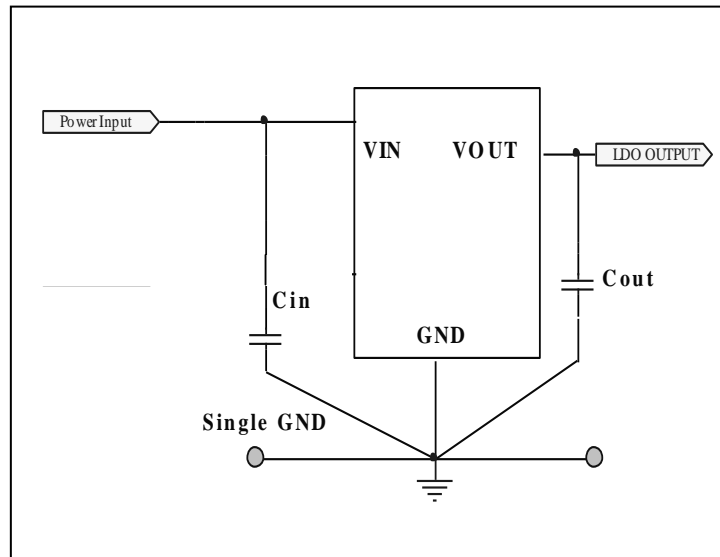 Power Input
VIN
VOUT
LDO OUTPUT
Cin
Cout
GND
Single GND